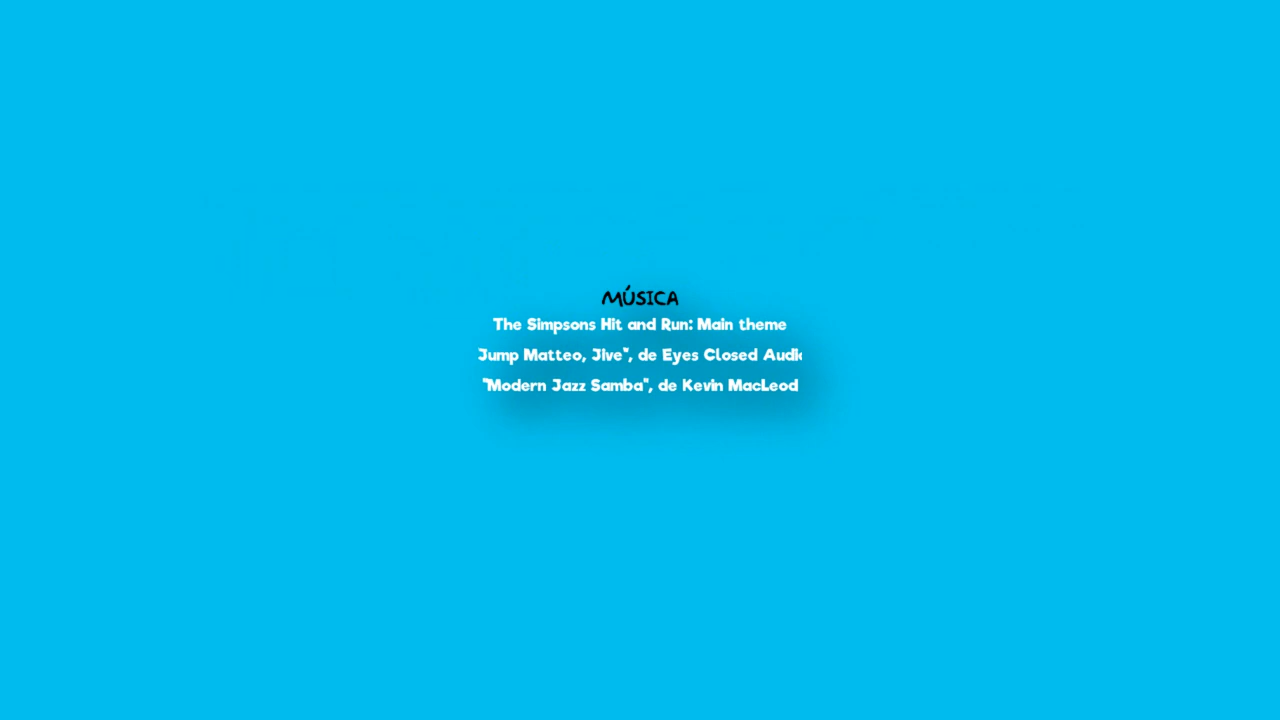 MÚSICA
The Simpsons Hit and Run: Main theme
Jump Matteo, Jive", de Eyes Closed
"Modern Jazz Samba", de Kevin MacLeod